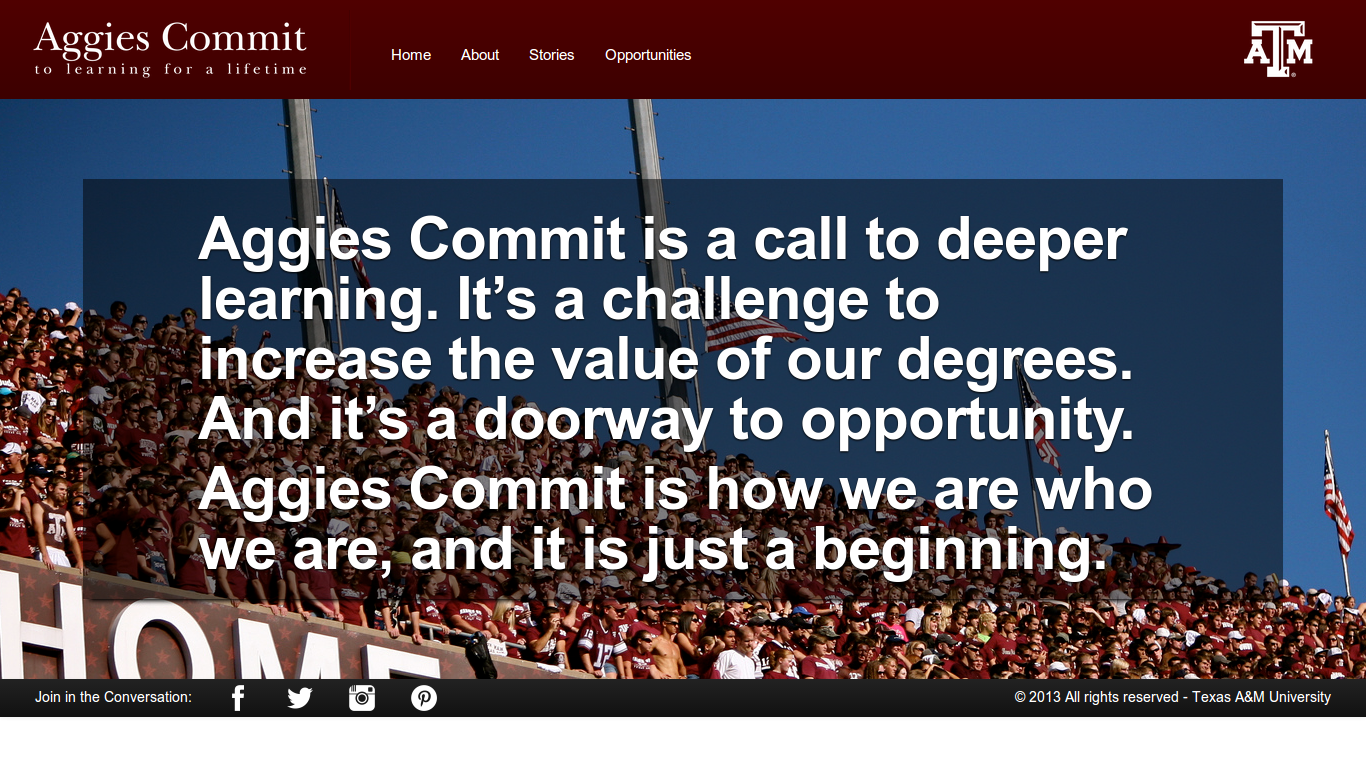 Aggies Commit
to learning for a lifetime
Home About Stories Opportunities
ATM
Aggies Commit is a call to deeper
learning. It’s a challenge to
increase the value of our degrees.
And it’s a doorway to opportunity.
Aggies Commit is how we are who
we are, and it is just a beginning.
12
HOME
Join in the Conversation:
© 2013 All rights reserved - Texas A&M University